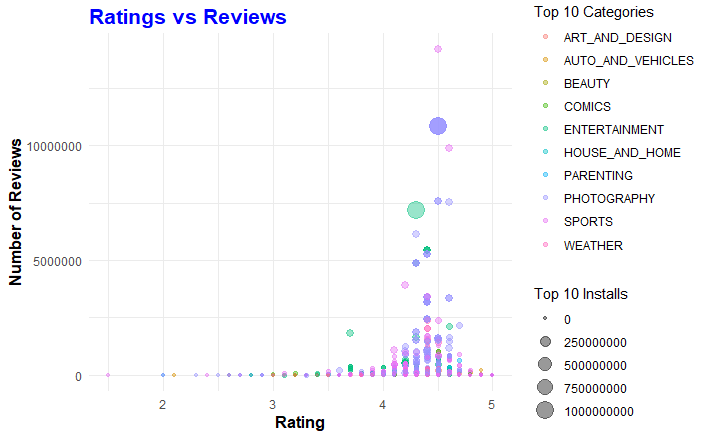 Ratings vs Reviews
Number of Reviews
10000000
5000000
0
2
3
4
5
Rating
Top 10 Categories
ART_AND_DESIGN
AUTO_AND_VEHICLES
BEAUTY
COMICS
ENTERTAINMENT
HOUSE_AND_HOME
PARENTING
PHOTOGRAPHY
SPORTS
WEATHER
Top 10 Installs
0
250000000
500000000
750000000
1000000000